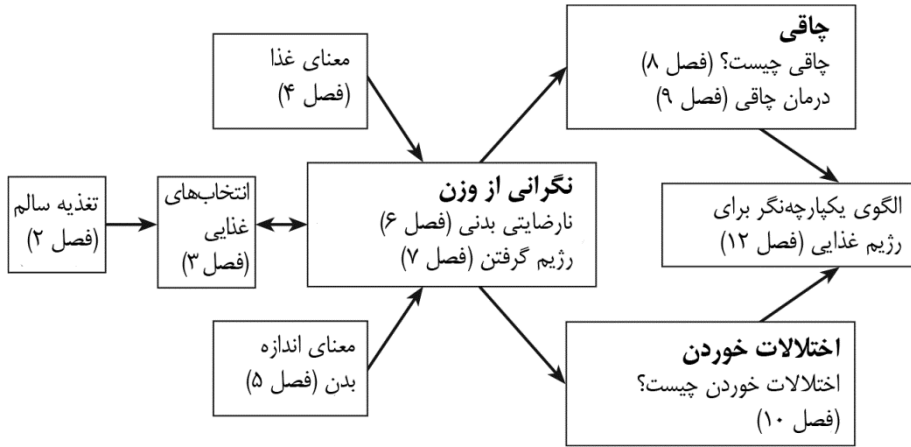 تغذیه سالم
(فصل ۲)
انتخاب‌های
غذایی
(فصل ۳)
معنای غذا
(فصل ۴)
معنای اندازه
بدن (فصل ۵)
نگرانی از وزن
نارضایتی بدنی (فصل ۶)
رژیم گرفتن (فصل ۷)
چاقی
چاقی چیست؟ (فصل ۸)
درمان چاقی (فصل ۹)
اختلالات خوردن
اختلالات خوردن چیست؟
(فصل ۱۰)
الگوی یکپارچه‌نگر برای
رژیم غذایی (فصل ۱۲)